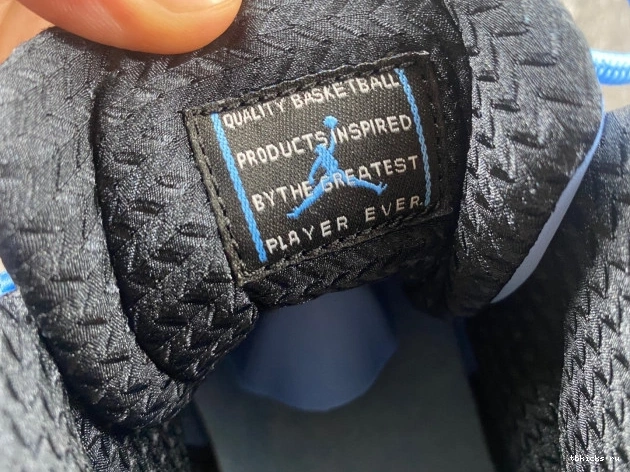 QUALITY BASKETBALL
PRODUCTS INSPIRED
BY THE GREATEST
PLAYER EVER